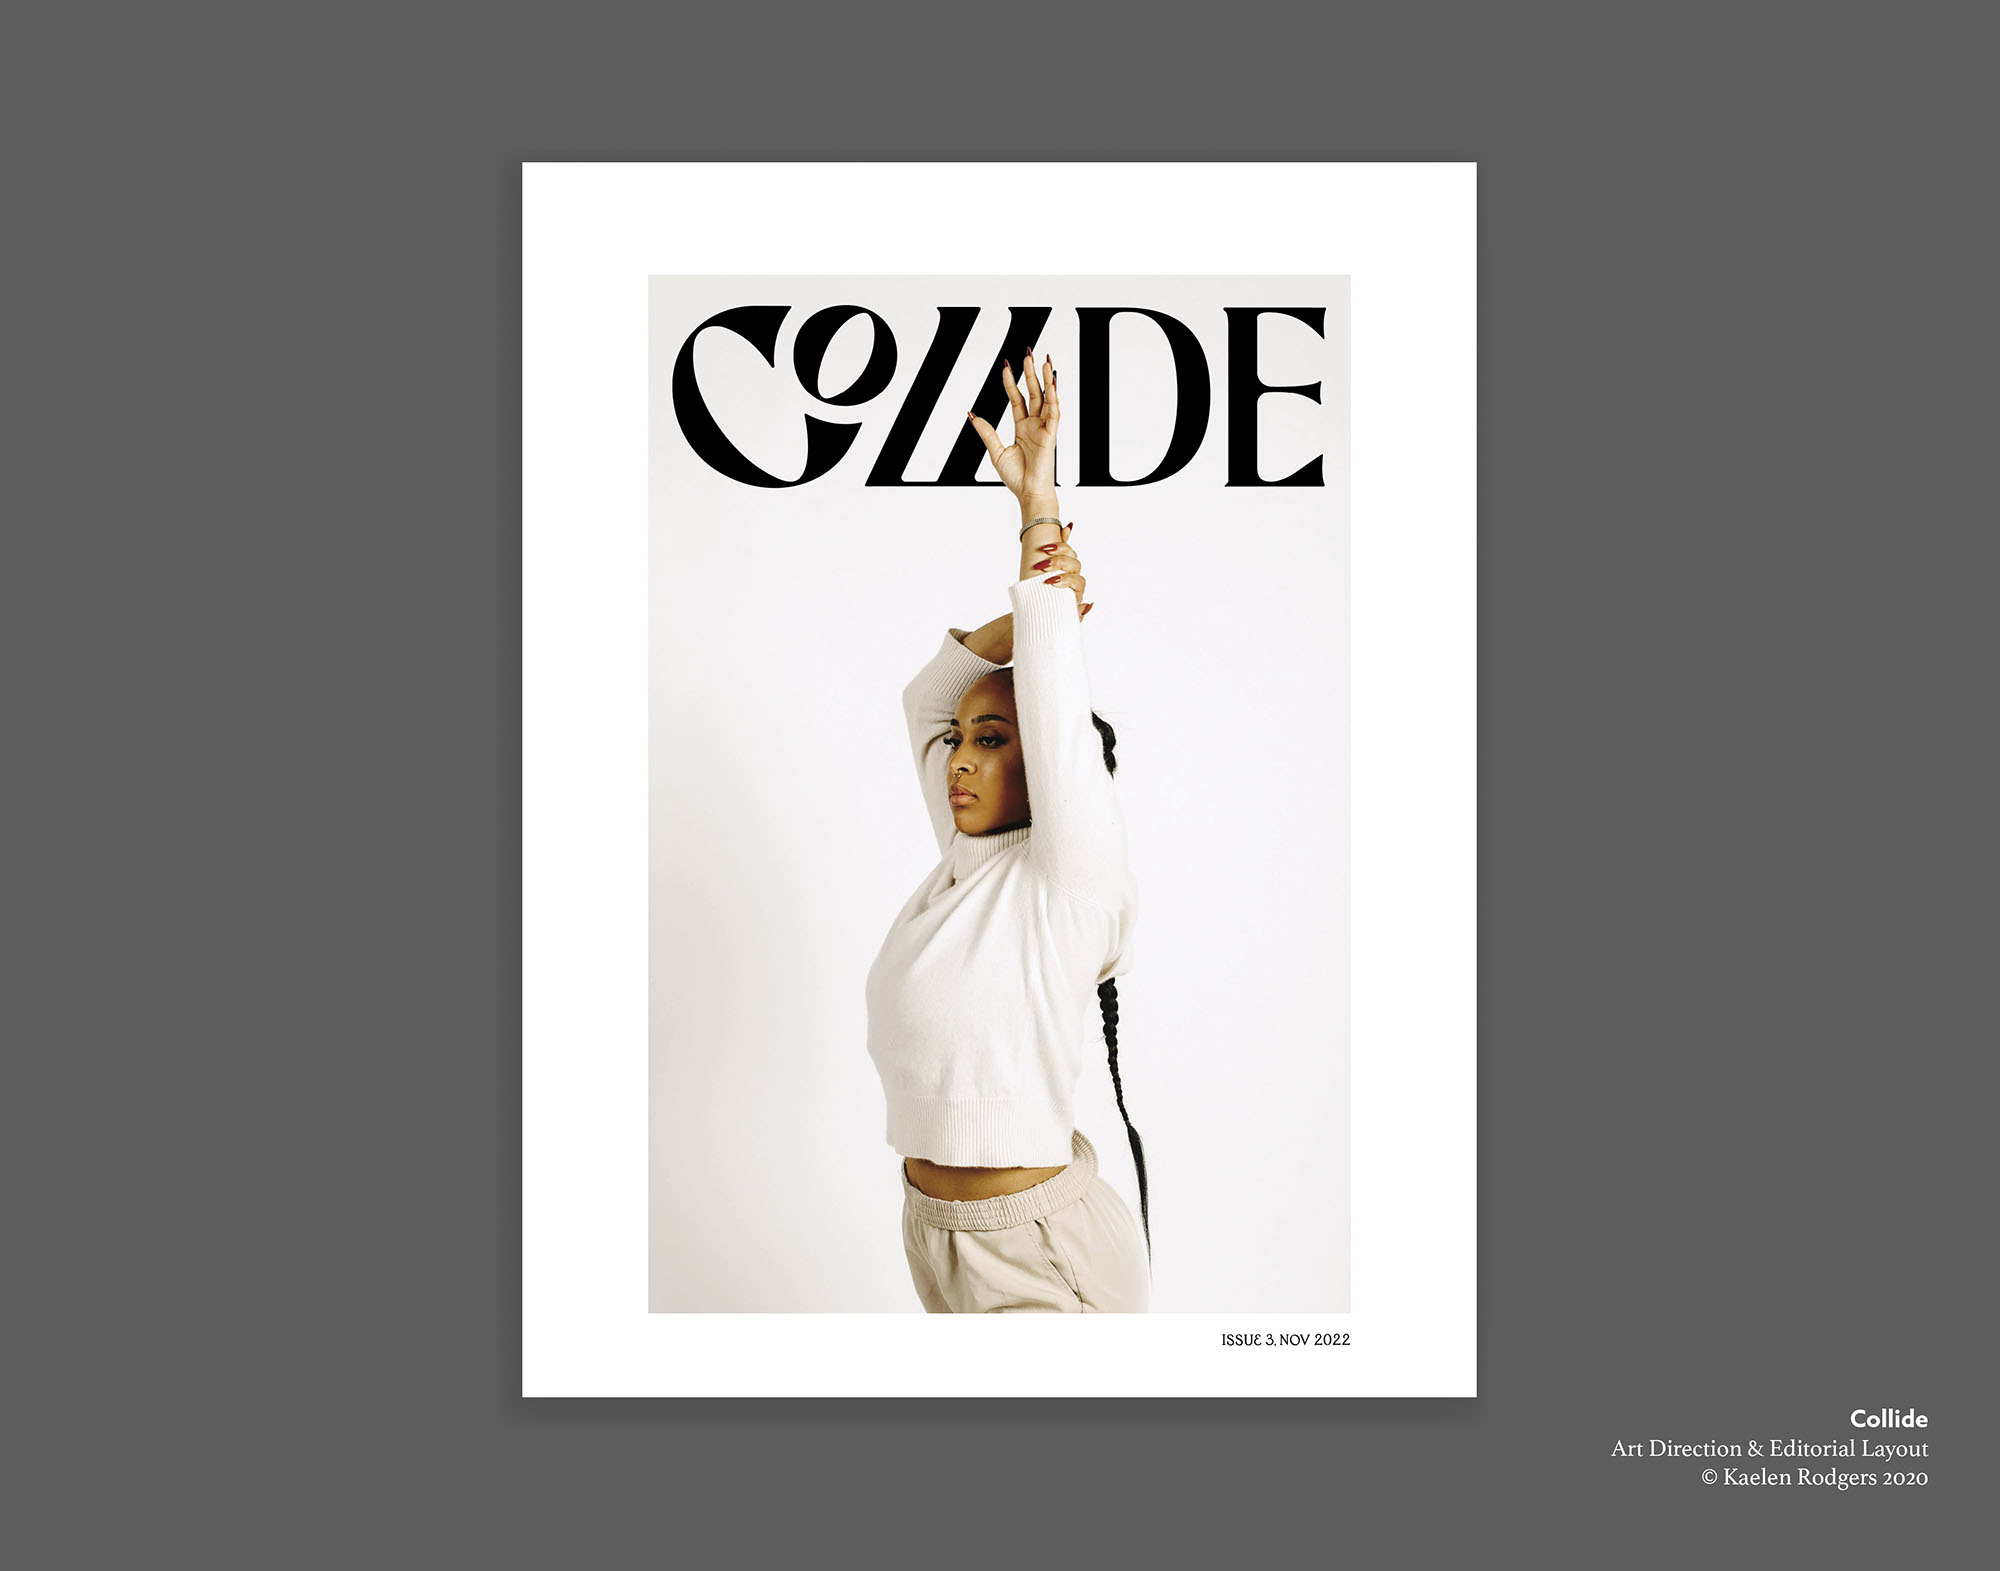 COLLIDE
ISSUE 3, NOV 2022
Collide
Art Direction & Editorial Layout
© Kaelen Rodgers 2020